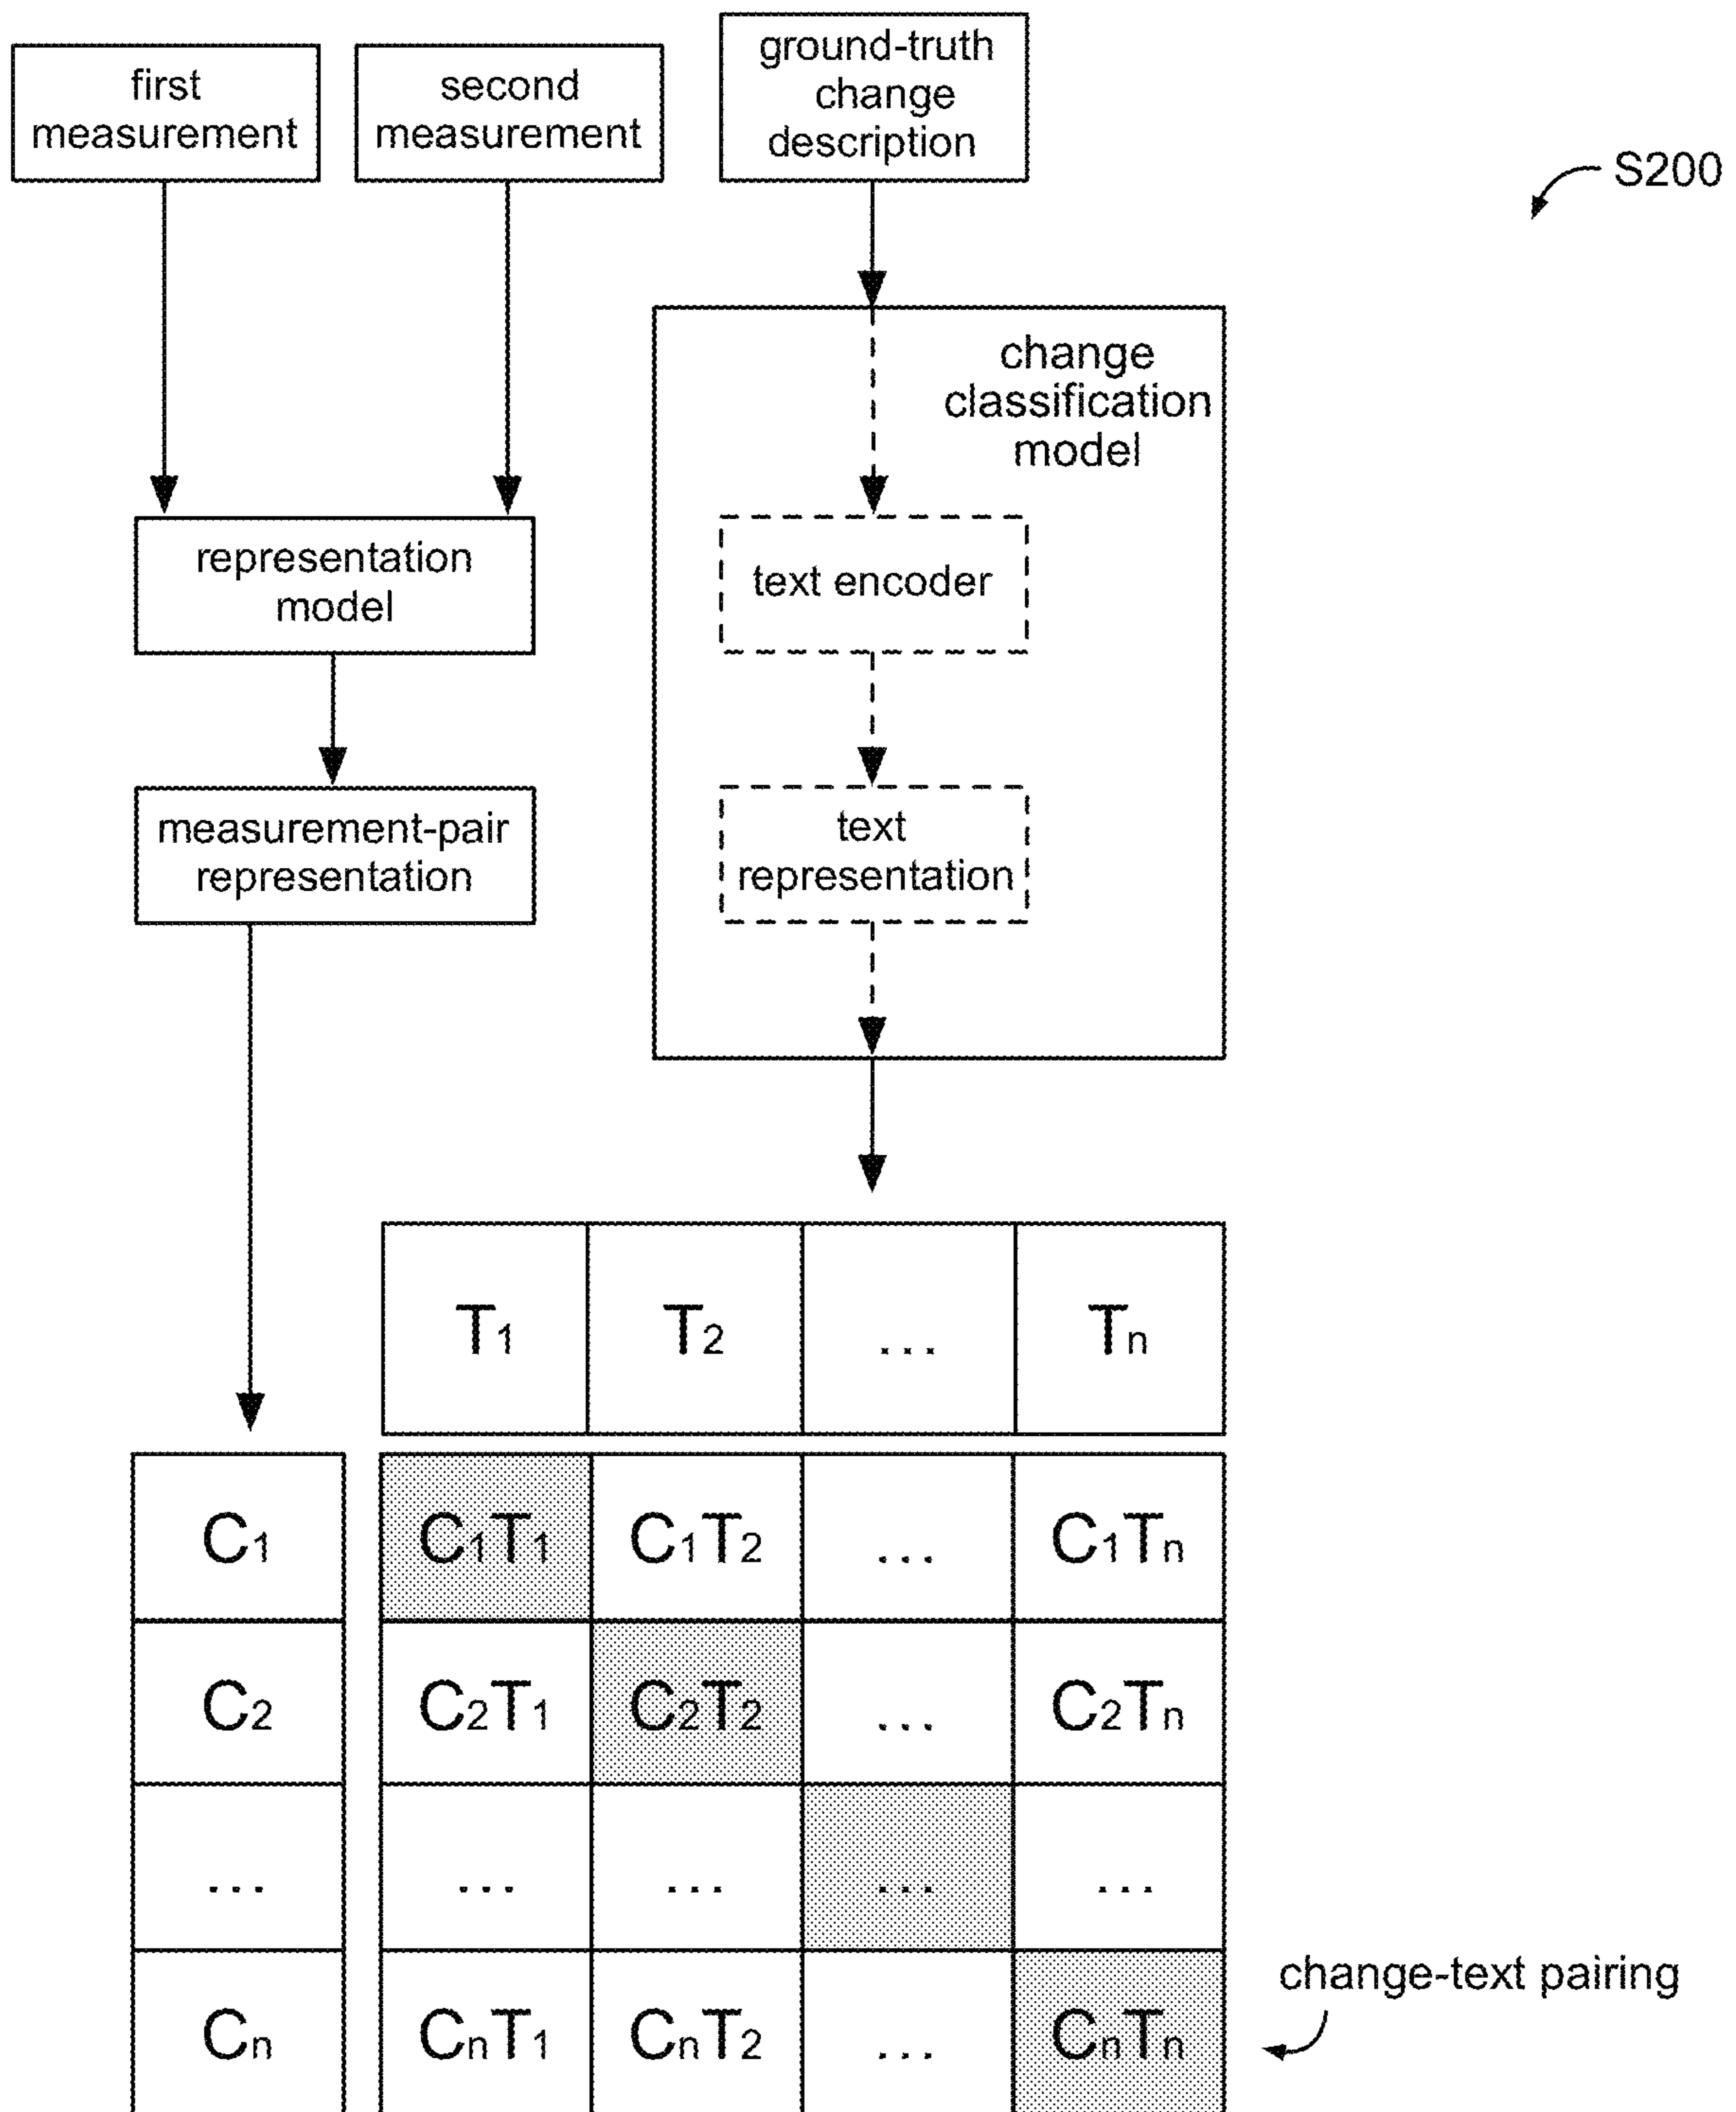 first
measurement
second
measurement
ground-truth
change
description
S200
change
classification
model
representation
model
text encoder
measurement-pair
representation
text
representation
T1 T2 ... Tn
C1 C1T1 C1T2 ... C1Tn
C2 C2T1 C2T2 ... C2Tn
... ... ... ... ...
change-text pairing
Cn CnT1 CnT2 ... CnTn